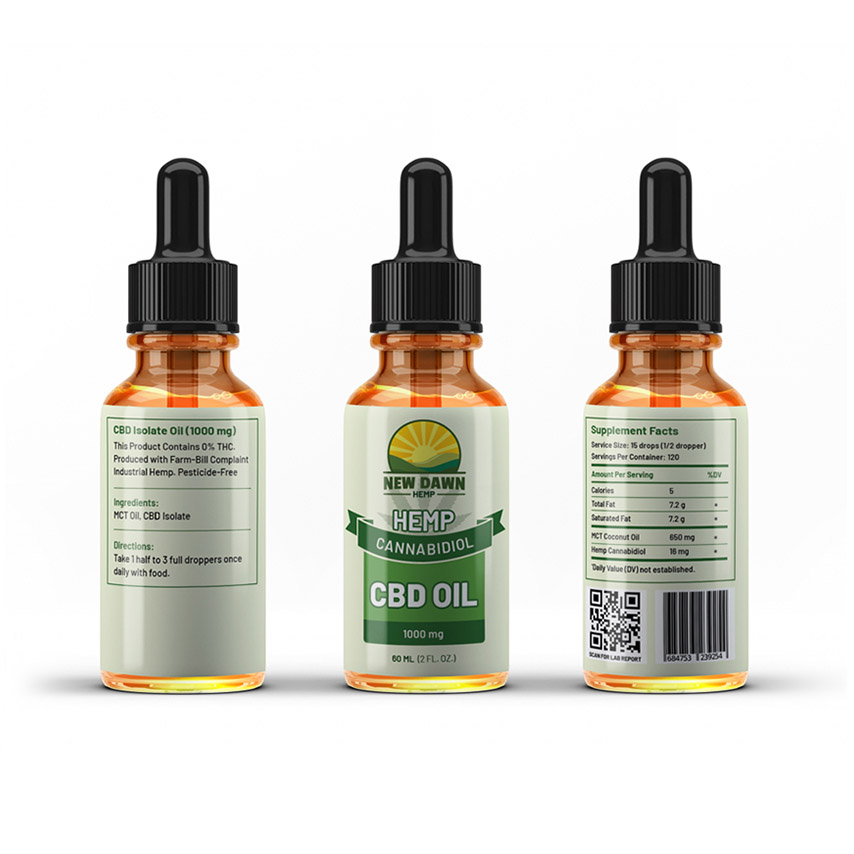 CBD Isolate Oil (1000 mg)
This Product Contains 0% THC.
Produced with Farm-Bill Complaint
Industrial Hemp. Pesticide-Free
Ingredients:
MCT Oil, CBD Isolate
Directions:
Take 1 half to 3 full droppers once
daily with food.
NEW DAWN
HEMP
HEMP
CANNABIDIOL
CBD OIL
1000 mg
60 ML (2 FL. OZ.)
Supplement Facts
Service Size: 15 drops (1/2 dropper)
Servings Per Container: 120
Amount Per Serving %DV
Calories 5
Total Fat 7.2 g *
Saturated Fat 7.2 g *
MCT Coconut Oil 650 mg *
Hemp Cannabidiol 16 mg *
*Daily Value (DV) not established.
SCAN FOR LAB REPORT
684753 239254